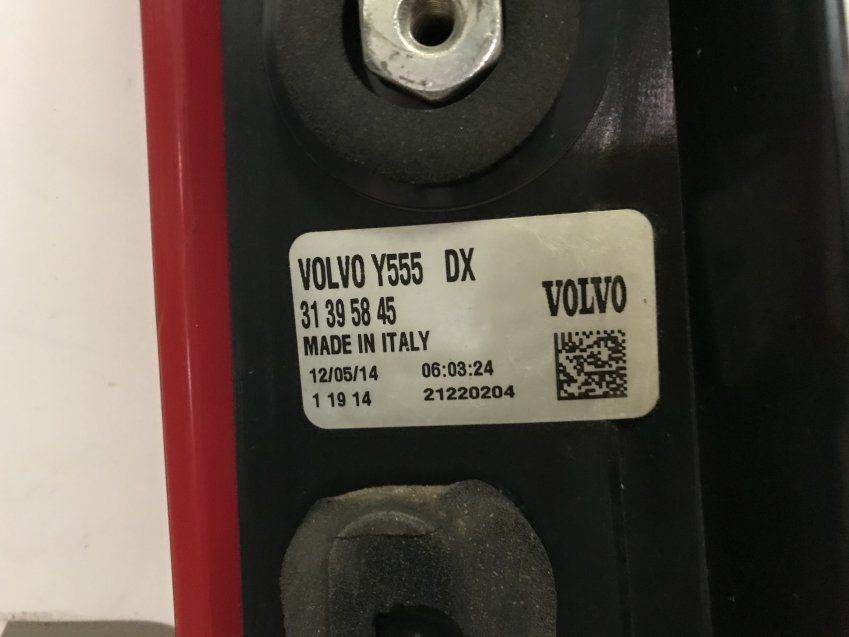 VOLVO Y555 DX
31 39 58 45
VOLVO
MADE IN ITALY
12/05/14 06:03:24
1 19 14 21220204